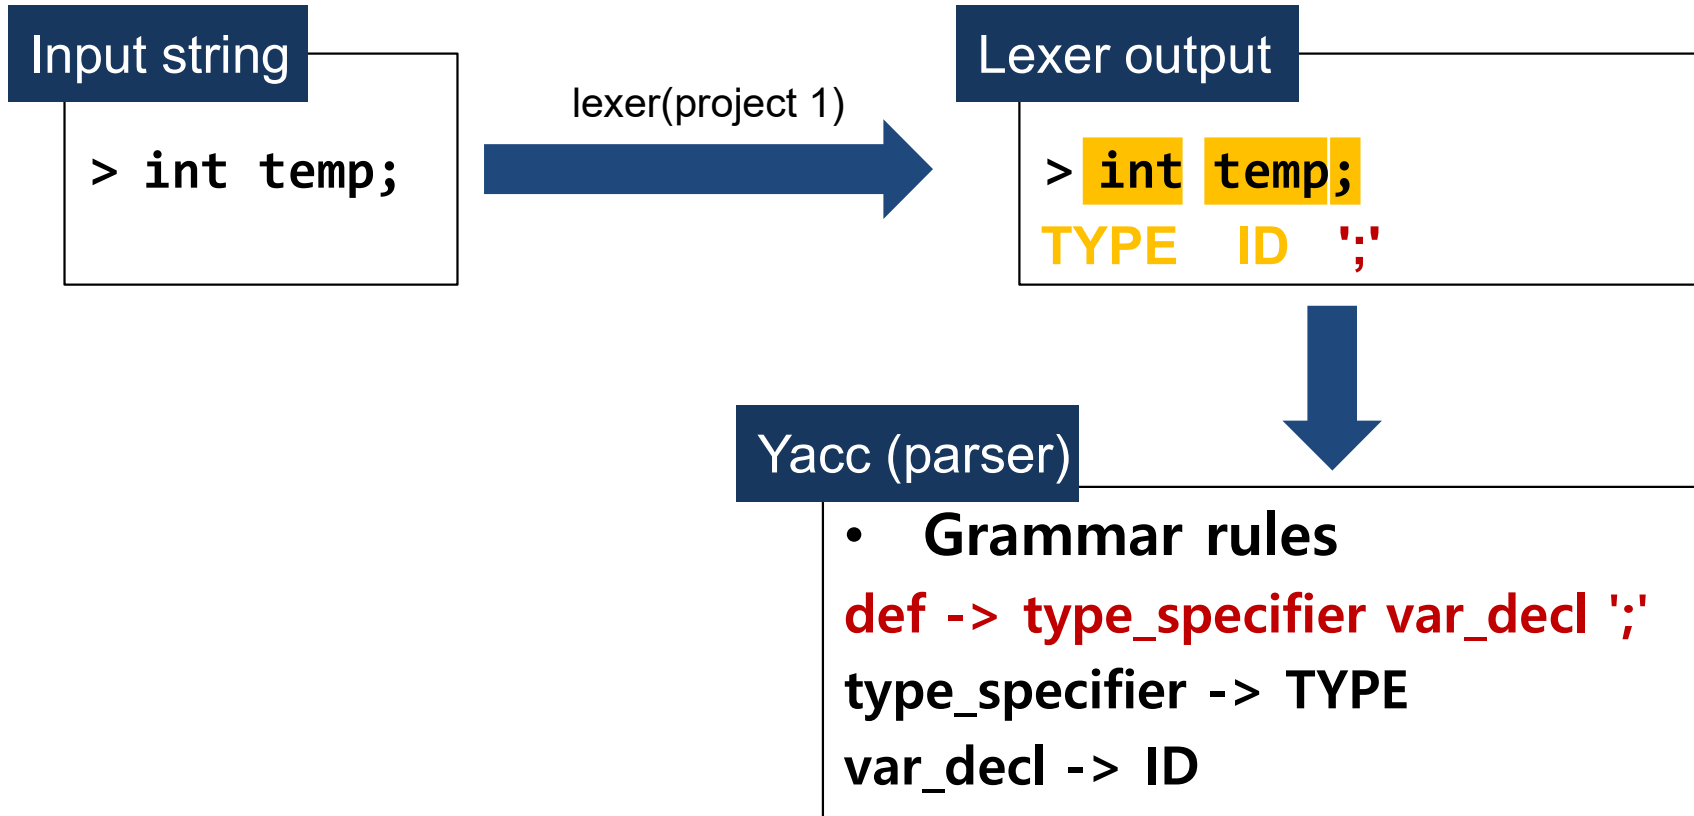 Input string
> int temp;
lexer(project 1)
Lexer output
> int temp;
TYPE ID ';'
Yacc (parser)
• Grammar rules
def -> type_specifier var_decl ';'
type_specifier -> TYPE
var_decl -> ID